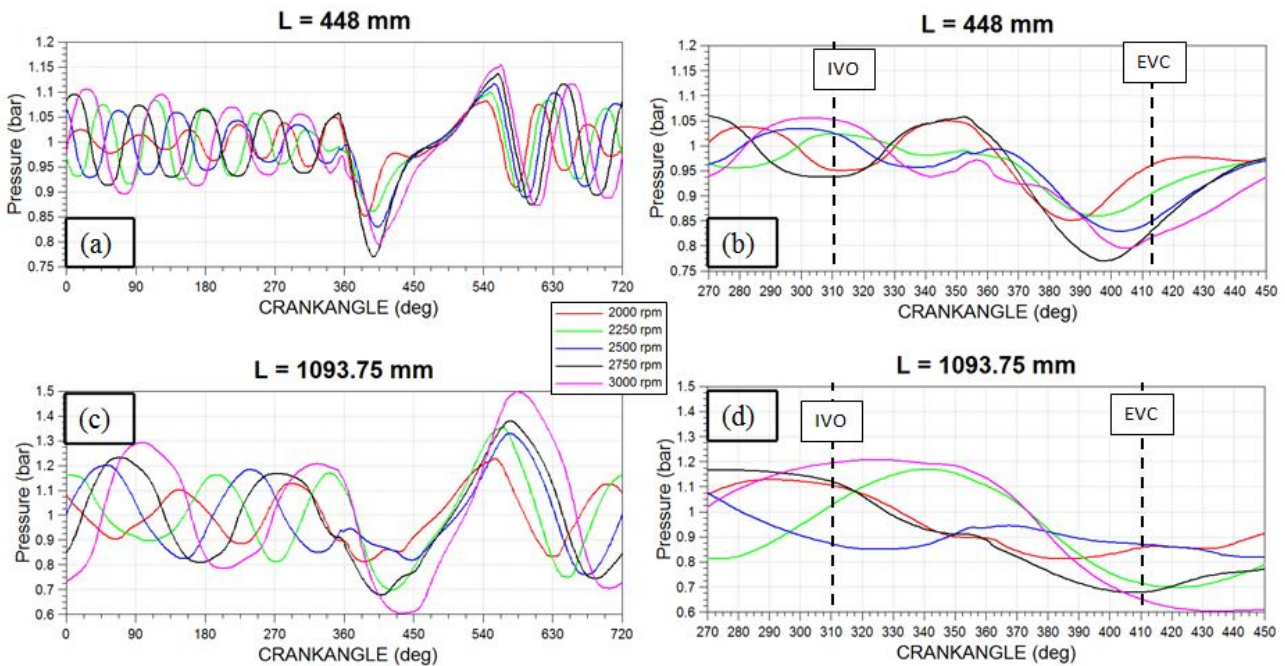 L = 448 mm
(a)
Pressure (bar)
1.2
1.15
1.1
1.05
1
0.95
0.9
0.85
0.8
0.75
0 90 180 270 360 450 540 630 720
CRANKANGLE (deg)
L = 448 mm
(b)
IVO
EVC
Pressure (bar)
1.2
1.15
1.1
1.05
1
0.95
0.9
0.85
0.8
0.75
270 280 290 300 310 320 330 340 350 360 370 380 390 400 410 420 430 440 450
CRANKANGLE (deg)
2000 rpm
2250 rpm
2500 rpm
2750 rpm
3000 rpm
L = 1093.75 mm
(c)
Pressure (bar)
1.5
1.4
1.3
1.2
1.1
1
0.9
0.8
0.7
0.6
0 90 180 270 360 450 540 630 720
CRANKANGLE (deg)
L = 1093.75 mm
(d)
IVO
EVC
Pressure (bar)
1.5
1.4
1.3
1.2
1.1
1
0.9
0.8
0.7
0.6
270 280 290 300 310 320 330 340 350 360 370 380 390 400 410 420 430 440 450
CRANKANGLE (deg)